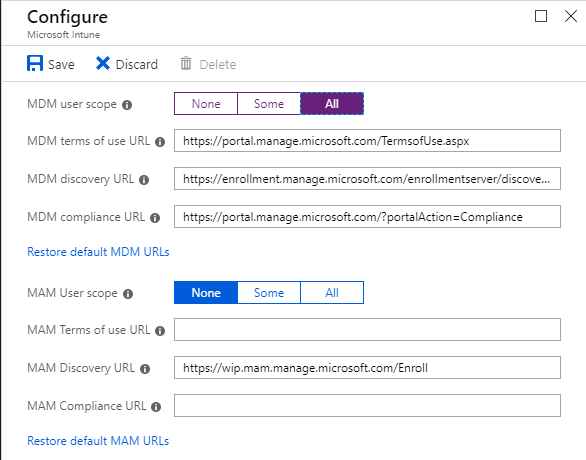 Configure
Microsoft Intune
Save Discard Delete
MDM user scope None Some All
MDM terms of use URL https://portal.manage.microsoft.com/TermsofUse.aspx
MDM discovery URL https://enrollment.manage.microsoft.com/enrollmentserver/discove...
MDM compliance URL https://portal.manage.microsoft.com/?portalAction=Compliance
Restore default MDM URLs
MAM User scope None Some All
MAM Terms of use URL
MAM Discovery URL https://wip.mam.manage.microsoft.com/Enroll
MAM Compliance URL
Restore default MAM URLs